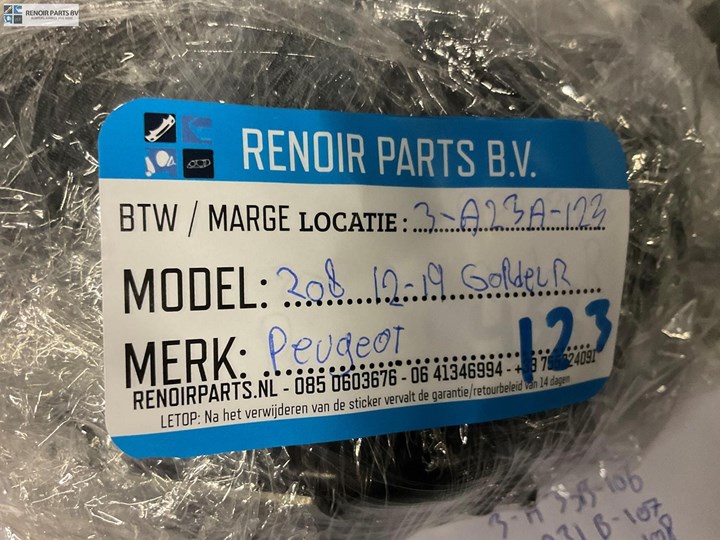 RENOIR PARTS BV
RENOIR PARTS B.V.
BTW / MARGE LOCATIE: 3-A23A-123
MODEL: 208 12-19 GORdeL R
MERK: Peugeot
123
RENOIRPARTS.NL - 085 0603676 - 06 41346994 -
LETOP: Na het verwijderen van de sticker vervalt de garantie/retourbeleid van 14 dagen